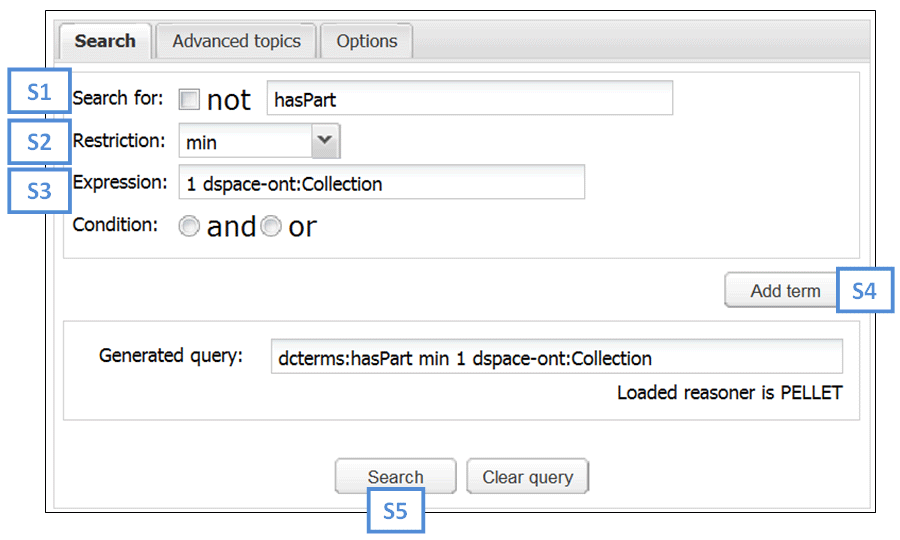 Search Advanced topics Options
S1 Search for: not hasPart
S2 Restriction: min
S3 Expression: 1 dspace-ont:Collection
Condition: and or
Add term S4
Generated query: dcterms:hasPart min 1 dspace-ont:Collection
Loaded reasoner is PELLET
Search Clear query
S5